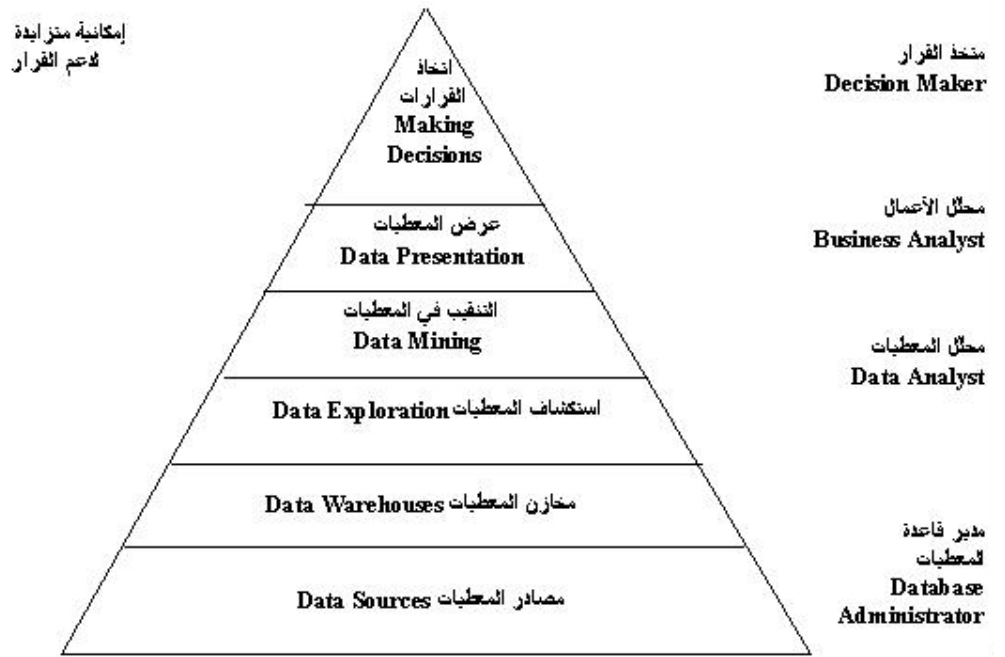 إمكانية متزايدة
لدعم القرار
اتخاذ
القرارات
Making
Decisions
عرض المعطيات
Data Presentation
التنقيب في المعطيات
Data Mining
استكشاف المعطيات Data Exploration
مخازن المعطيات Data Warehouses
مصادر المعطيات Data Sources
متخذ القرار
Decision Maker
محلّل الأعمال
Business Analyst
محلّل المعطيات
Data Analyst
مدير قاعدة
المعطيات
Database
Administrator